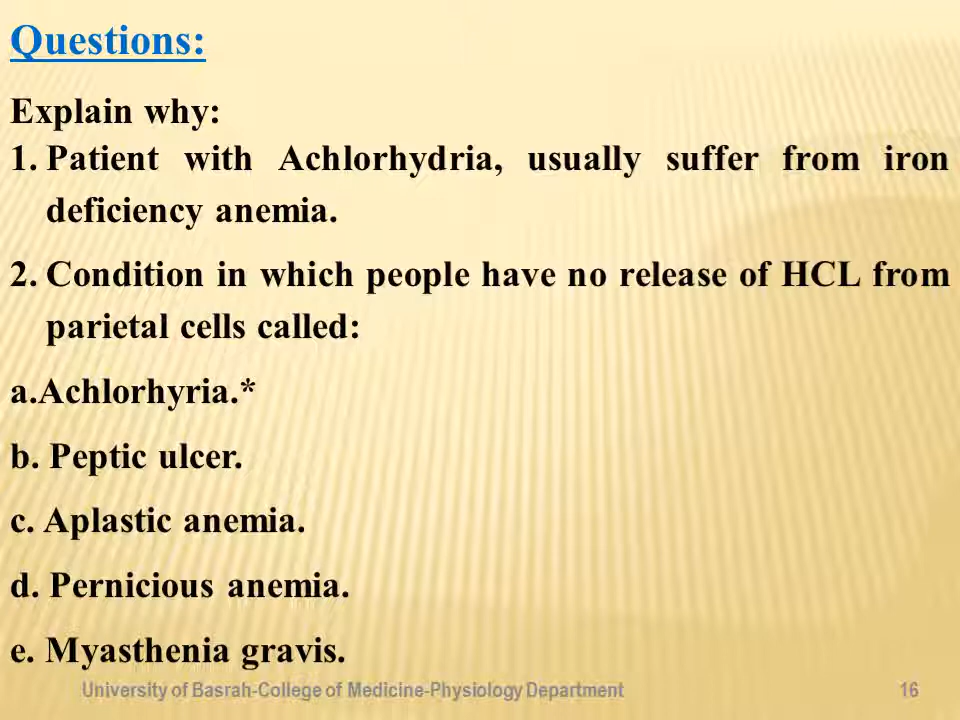 Questions:
Explain why:
1. Patient with Achlorhydria, usually suffer from iron
deficiency anemia.
2. Condition in which people have no release of HCL from
parietal cells called:
a.Achlorhyria.*
b. Peptic ulcer.
c. Aplastic anemia.
d. Pernicious anemia.
e. Myasthenia gravis.
University of Basrah-College of Medicine-Physiology Department 16